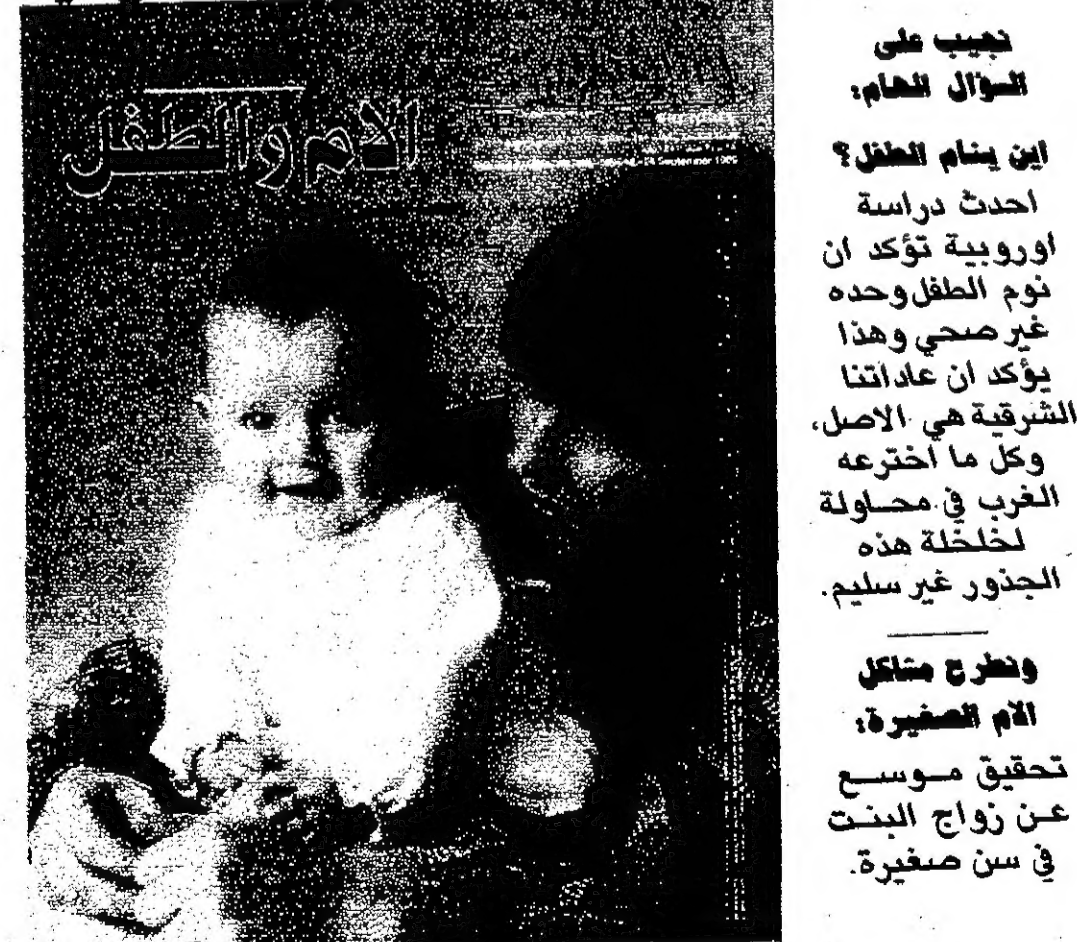 الام والطفل
نجيب على
السؤال الهام:
اين ينام الطفل؟
احدث دراسة
اوروبية تؤكد ان
نوم الطفل وحده
غير صحي وهذا
يؤكد ان عاداتنا
الشرقية هي الاصل،
وكل ما اخترعه
الغرب في محاولة
لخلخلة هذه
الجذور غير سليم.
ونطرح مشاكل
الام الصغيرة:
تحقيق موسع
عن زواج البنت
في سن صغيرة.